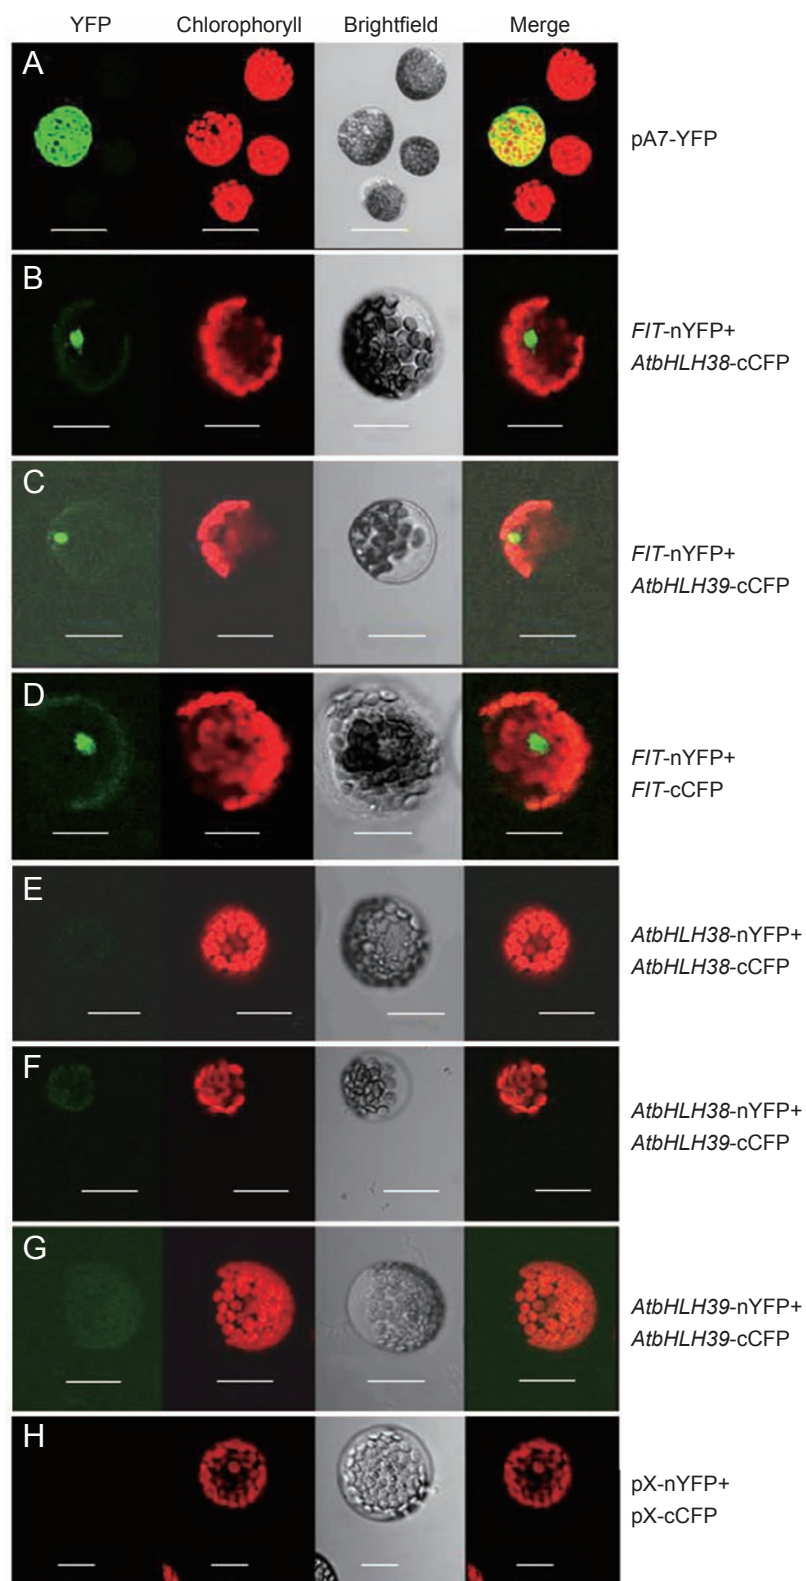 YFP Chlorophoryll Brightfield Merge
A
pA7-YFP
B
FIT-nYFP+
AtbHLH38-cCFP
C
FIT-nYFP+
AtbHLH39-cCFP
D
FIT-nYFP+
FIT-cCFP
E
AtbHLH38-nYFP+
AtbHLH38-cCFP
F
AtbHLH38-nYFP+
AtbHLH39-cCFP
G
AtbHLH39-nYFP+
AtbHLH39-cCFP
H
pX-nYFP+
pX-cCFP